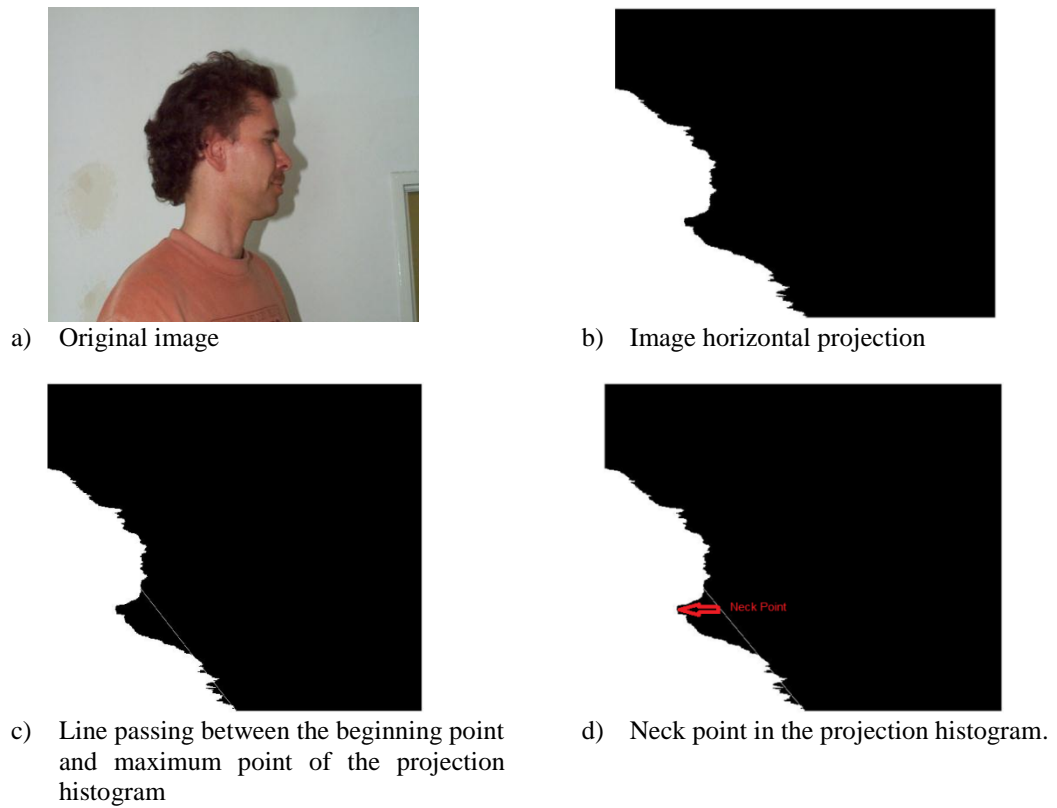 a) Original image
b) Image horizontal projection
Neck Point
c) Line passing between the beginning point
and maximum point of the projection
histogram
d) Neck point in the projection histogram.